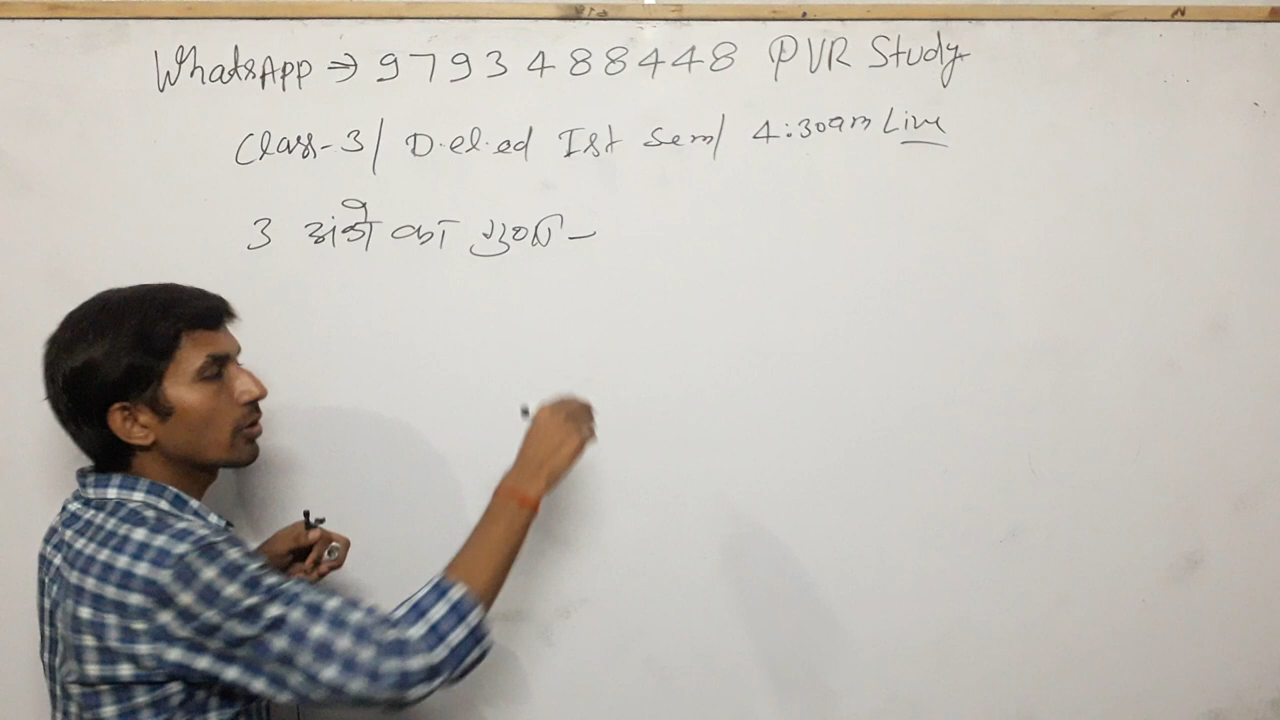 WhatsApp → 9793488448 PVR Study
Class-3/ D.el.ed Ist Sem/ 4:30am Live
3 अंको का गुणा -